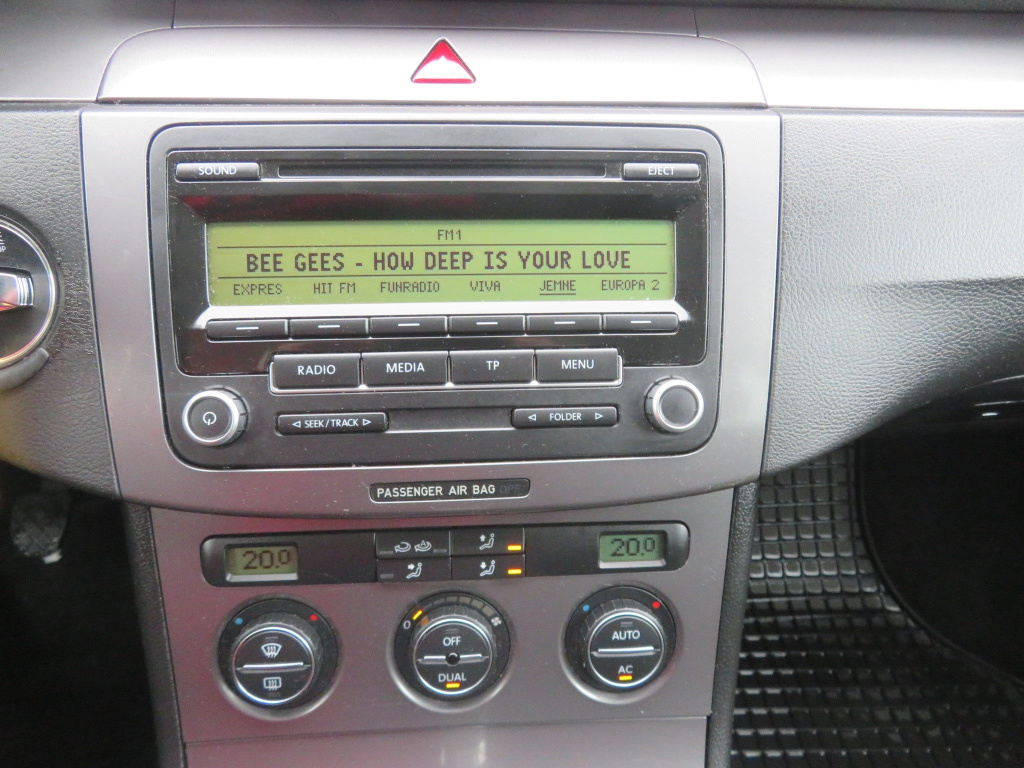 SOUND EJECT
FM1
BEE GEES - HOW DEEP IS YOUR LOVE
EXPRES HIT FM FUNRADIO VIVA JEMNE EUROPA 2
RADIO MEDIA TP MENU
SEEK/TRACK FOLDER
PASSENGER AIR BAG OFF
20.0 20.0
O
OFF AUTO
DUAL AC